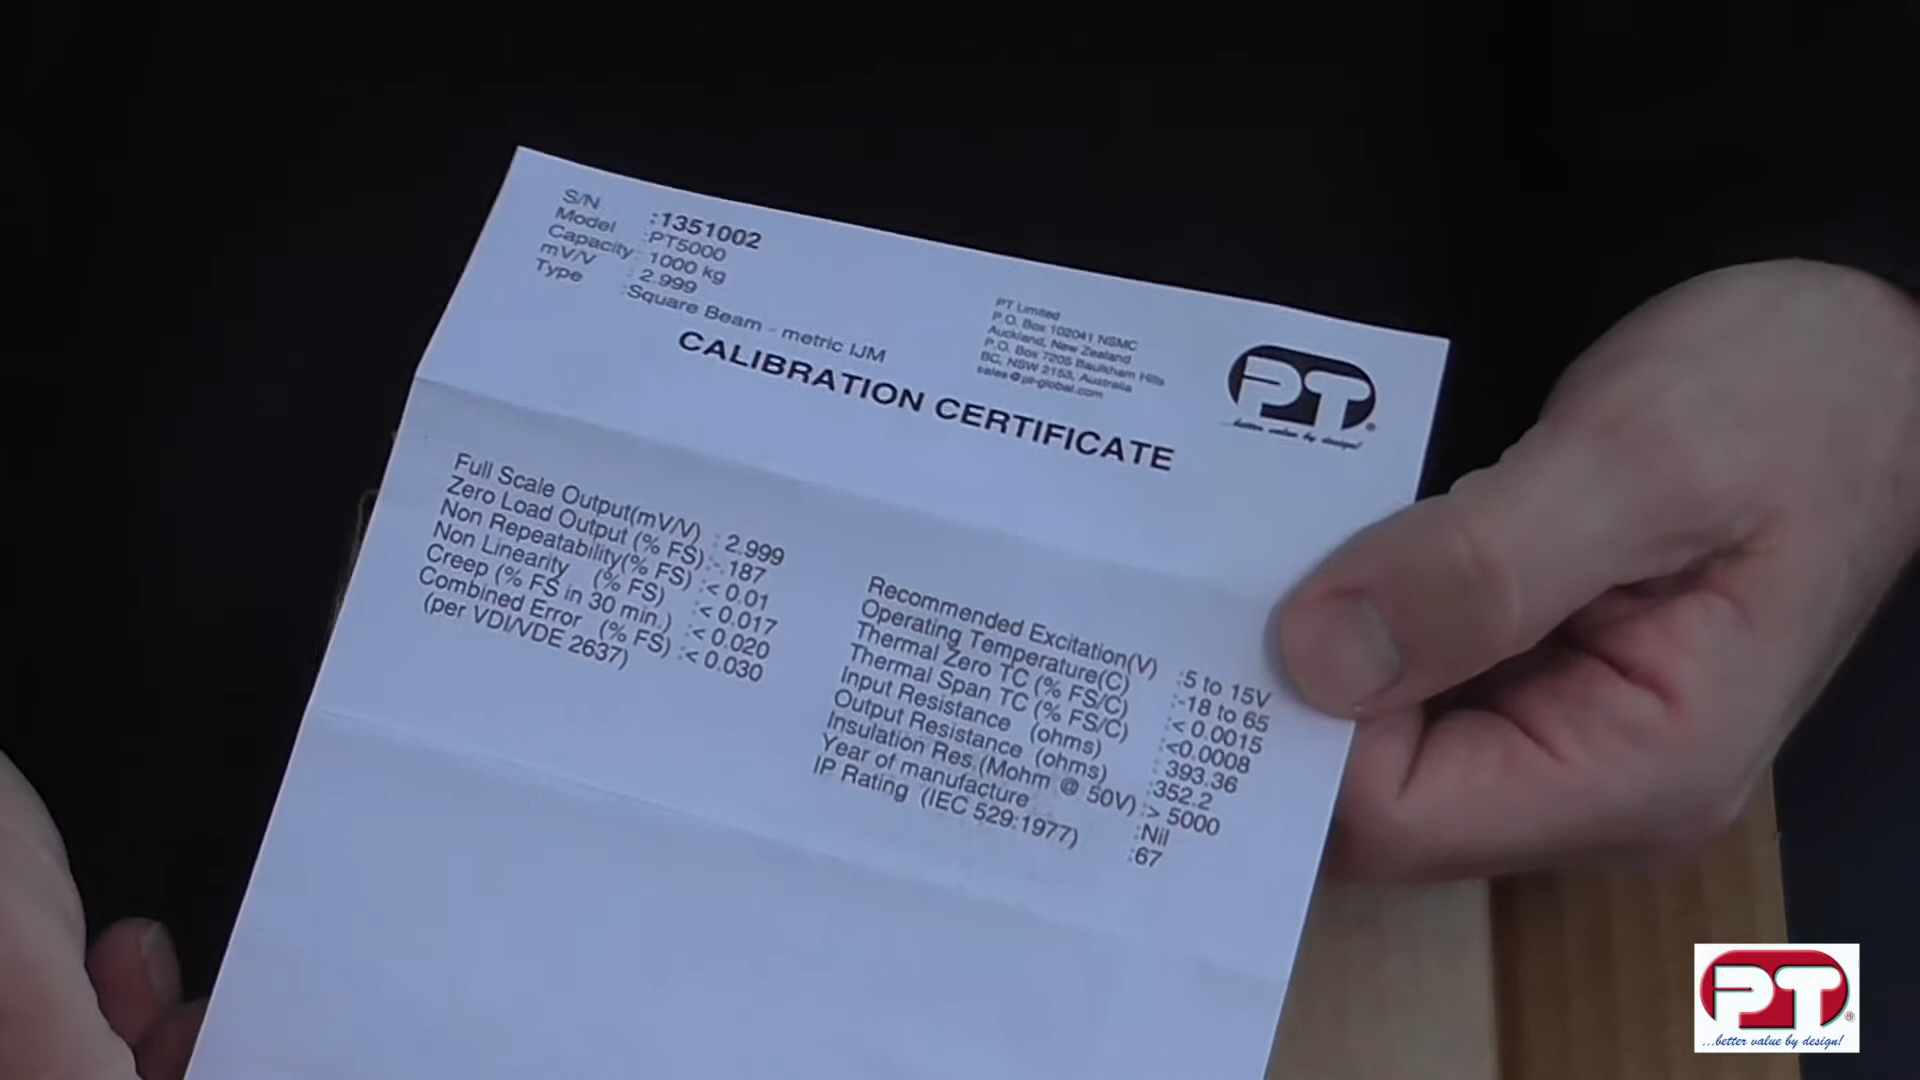 S/N :1351002
Model :PT5000
Capacity : 1000 kg
mV/V : 2.999
Type :Square Beam - metric IJM
PT Limited
P.O. Box 102041 NSMC
Auckland, New Zealand
P.O. Box 7205 Baulkham Hills
BC, NSW 2153, Australia
sales@pt-global.com
PT ®
...better value by design!
CALIBRATION CERTIFICATE
Full Scale Output(mV/V) : 2.999
Zero Load Output (% FS) :-.187
Non Repeatability(% FS) :< 0.01
Non Linearity (% FS) :< 0.017
Creep (% FS in 30 min.) :< 0.020
Combined Error (% FS) :< 0.030
(per VDI/VDE 2637)
Recommended Excitation(V) :5 to 15V
Operating Temperature(C) :-18 to 65
Thermal Zero TC (% FS/C) :< 0.0015
Thermal Span TC (% FS/C) :<0.0008
Input Resistance (ohms) : 393.36
Output Resistance (ohms) :352.2
Insulation Res.(Mohm @ 50V) :> 5000
Year of manufacture :Nil
IP Rating (IEC 529:1977) :67
PT ®
...better value by design!